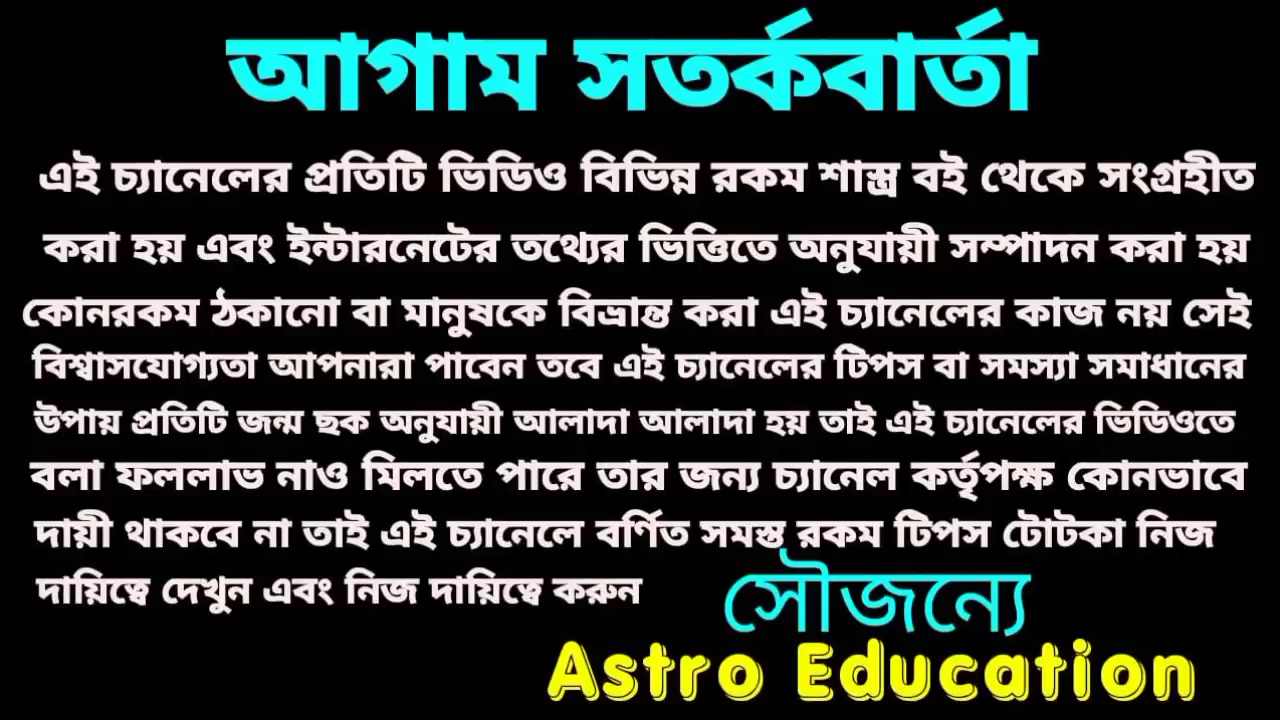 আগাম সতর্কবার্তা
এই চ্যানেলের প্রতিটি ভিডিও বিভিন্ন রকম শাস্ত্র বই থেকে সংগ্রহীত
করা হয় এবং ইন্টারনেটের তথ্যের ভিত্তিতে অনুযায়ী সম্পাদন করা হয়
কোনরকম ঠকানো বা মানুষকে বিভ্রান্ত করা এই চ্যানেলের কাজ নয় সেই
বিশ্বাসযোগ্যতা আপনারা পাবেন তবে এই চ্যানেলের টিপস বা সমস্যা সমাধানের
উপায় প্রতিটি জন্ম ছক অনুযায়ী আলাদা আলাদা হয় তাই এই চ্যানেলের ভিডিওতে
বলা ফললাভ নাও মিলতে পারে তার জন্য চ্যানেল কর্তৃপক্ষ কোনভাবে
দায়ী থাকবে না তাই এই চ্যানেলে বর্ণিত সমস্ত রকম টিপস টোটকা নিজ
দায়িত্বে দেখুন এবং নিজ দায়িত্বে করুন
সৌজন্যে
Astro Education